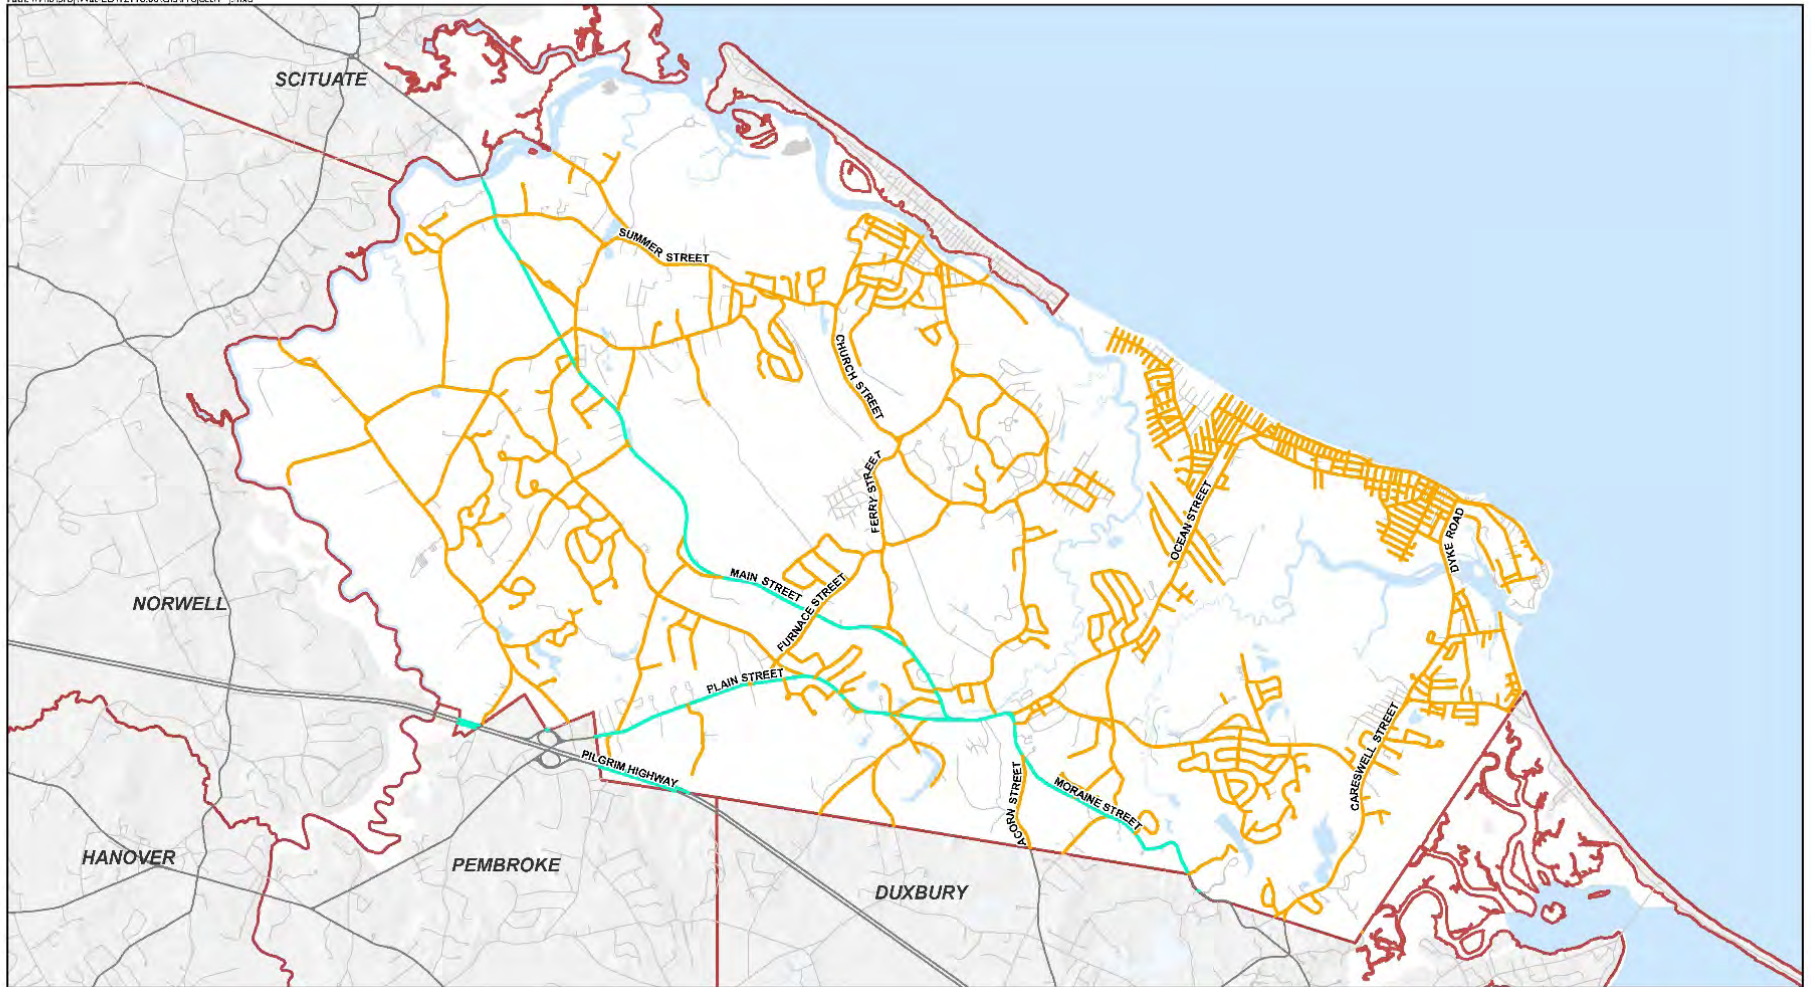 SCITUATE
SUMMER STREET
CHURCH STREET
FERRY STREET
OCEAN STREET
DYKE ROAD
MAIN STREET
FURNACE STREET
NORWELL
PLAIN STREET
PILGRIM HIGHWAY
CARESWELL STREET
ACORN STREET
MORAINE STREET
HANOVER
PEMBROKE
DUXBURY